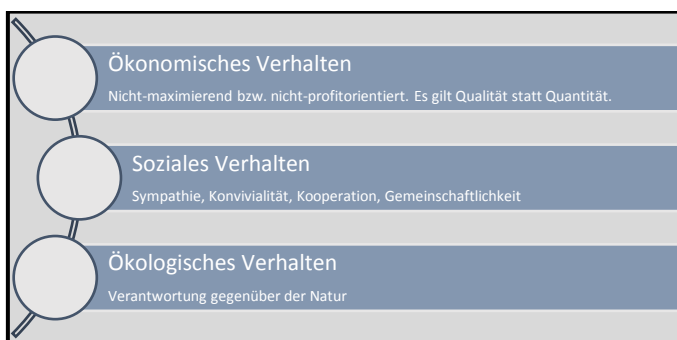 Ökonomisches Verhalten
Nicht-maximierend bzw. nicht-profitorientiert. Es gilt Qualität statt Quantität.
Soziales Verhalten
Sympathie, Konvivialität, Kooperation, Gemeinschaftlichkeit
Ökologisches Verhalten
Verantwortung gegenüber der Natur